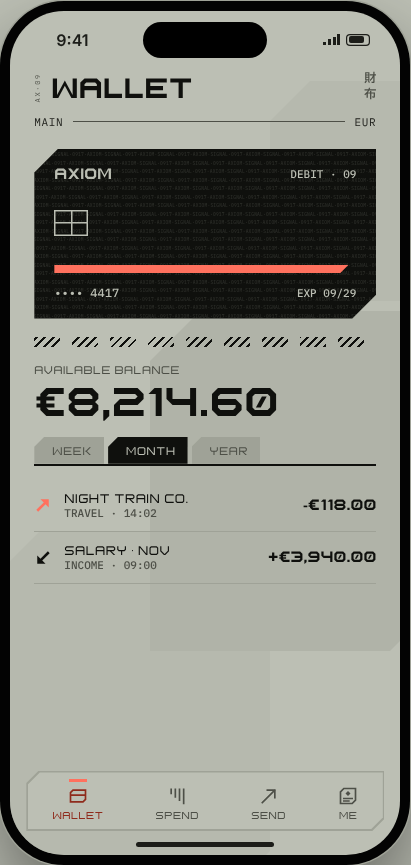 9:41
AX·09
WALLET
財布
MAIN
EUR
AXIOM
DEBIT · 09
•••• 4417
EXP 09/29
AVAILABLE BALANCE
€8,214.60
WEEK
MONTH
YEAR
NIGHT TRAIN CO.
-€118.00
TRAVEL · 14:02
SALARY · NOV
+€3,940.00
INCOME · 09:00
WALLET
SPEND
SEND
ME